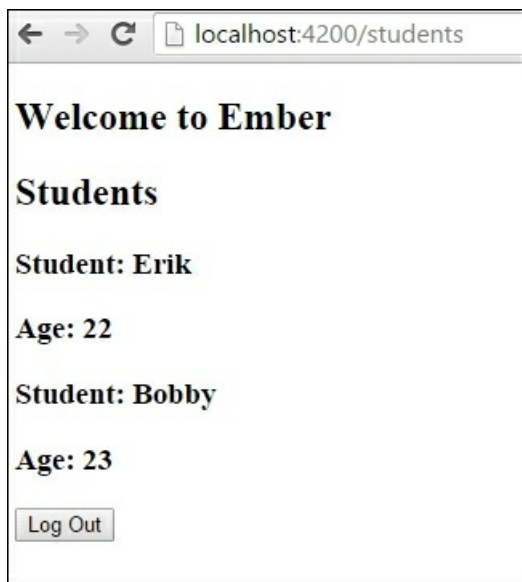 localhost:4200/students
Welcome to Ember
Students
Student: Erik
Age: 22
Student: Bobby
Age: 23
Log Out